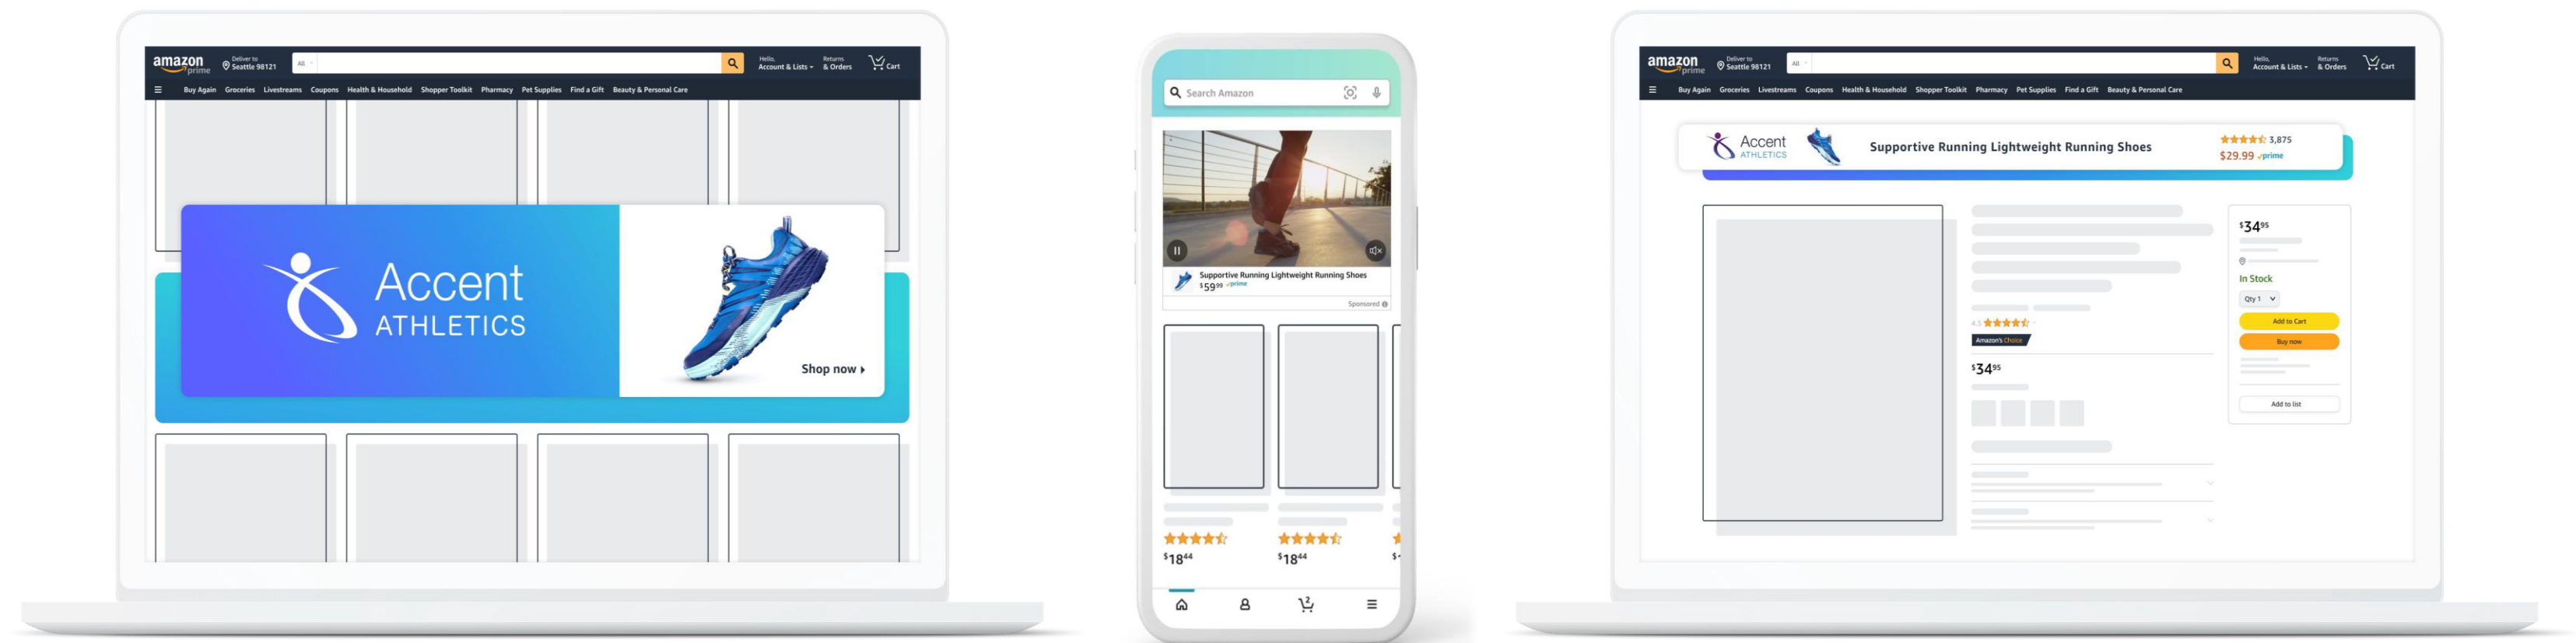 amazon prime
Deliver to
Seattle 98121
All
Hello,
Account & Lists
Returns
& Orders
Cart
Buy Again Groceries Livestreams Coupons Health & Household Shopper Toolkit Pharmacy Pet Supplies Find a Gift Beauty & Personal Care
Accent
ATHLETICS
Shop now
Search Amazon
Supportive Running Lightweight Running Shoes
$59.99 prime
Sponsored
$18.44
$18.44
2
amazon prime
Deliver to
Seattle 98121
All
Hello,
Account & Lists
Returns
& Orders
Cart
Buy Again Groceries Livestreams Coupons Health & Household Shopper Toolkit Pharmacy Pet Supplies Find a Gift Beauty & Personal Care
Accent
ATHLETICS
Supportive Running Lightweight Running Shoes
3,875
$29.99 prime
4.5
Amazon's Choice
$34.95
$34.95
In Stock
Qty 1
Add to Cart
Buy now
Add to list